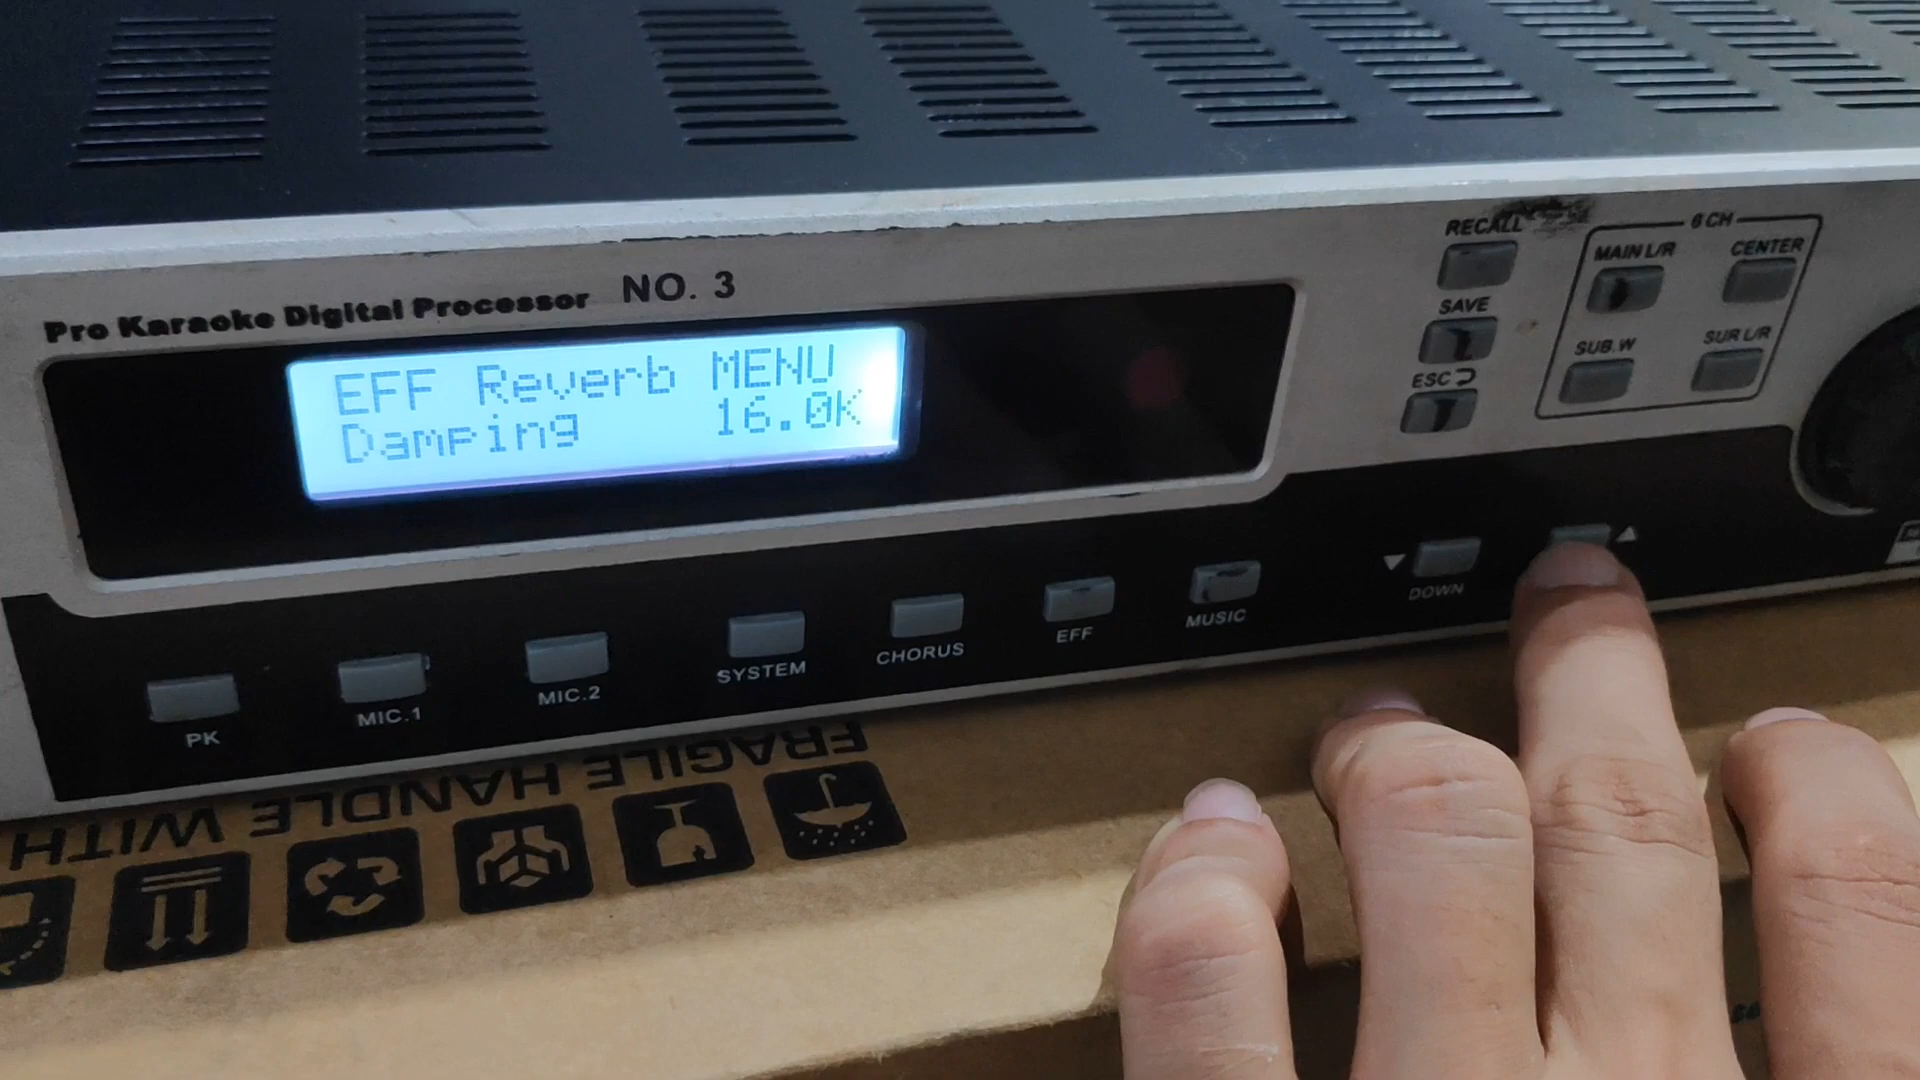 Pro Karaoke Digital Processor NO. 3
EFF Reverb MENU
Damping 16.0K
RECALL
SAVE
ESC
6 CH
MAIN L/R
CENTER
SUB.W
SUR L/R
PK
MIC.1
MIC.2
SYSTEM
CHORUS
EFF
MUSIC
DOWN
FRAGILE HANDLE WITH